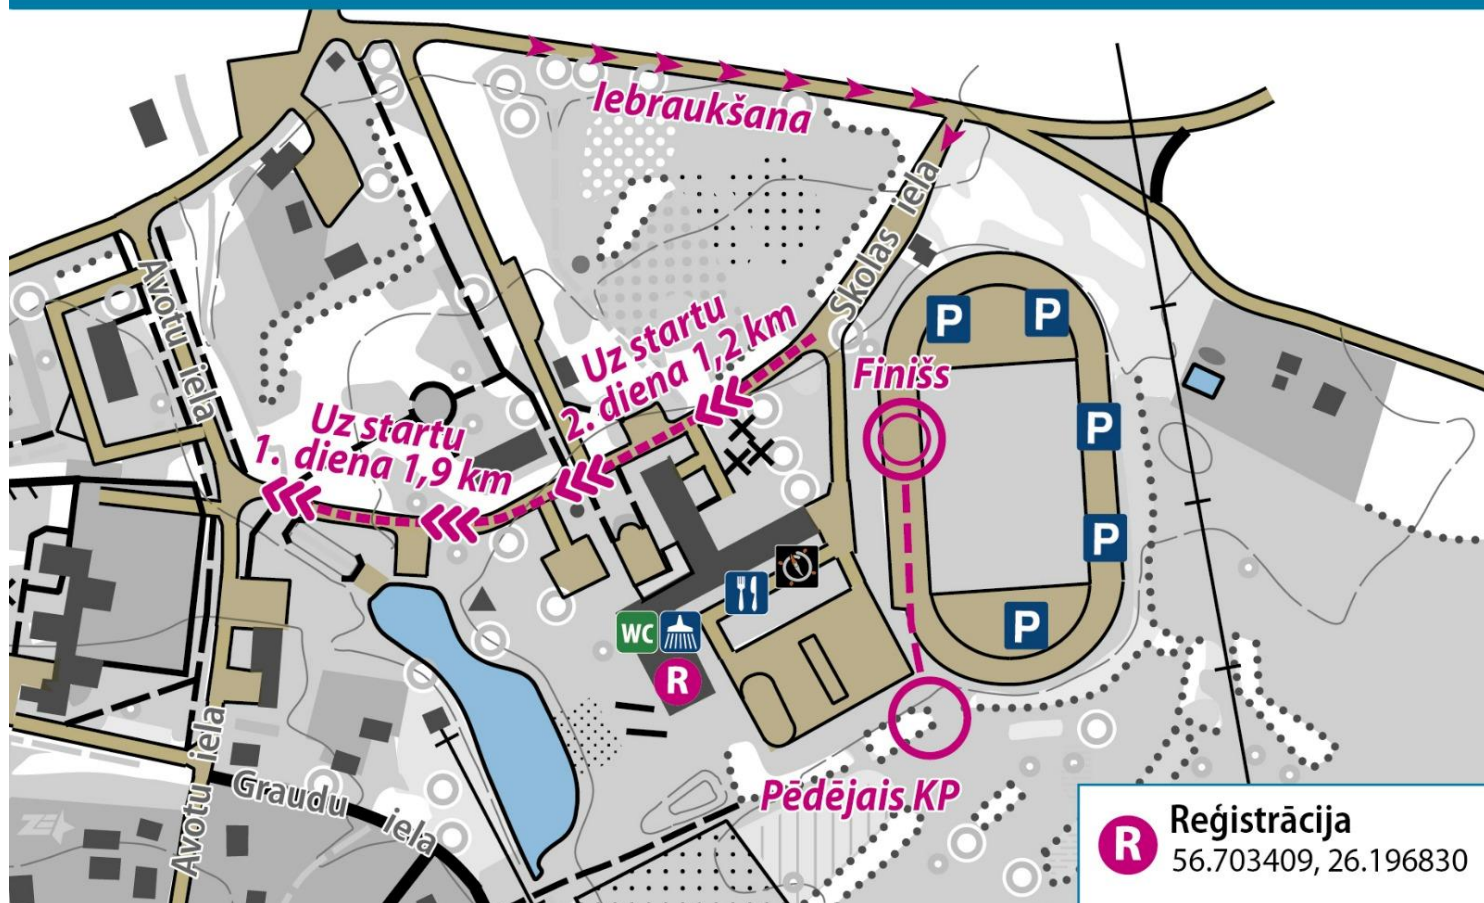 Iebraukšana
Skolas iela
Avotu iela
P
P
Uz startu
2. diena 1,2 km
Finišs
Uz startu
1. diena 1,9 km
P
P
P
WC
R
Pēdējais KP
Avotu iela
Graudu iela
ZE
R
Reģistrācija
56.703409, 26.196830